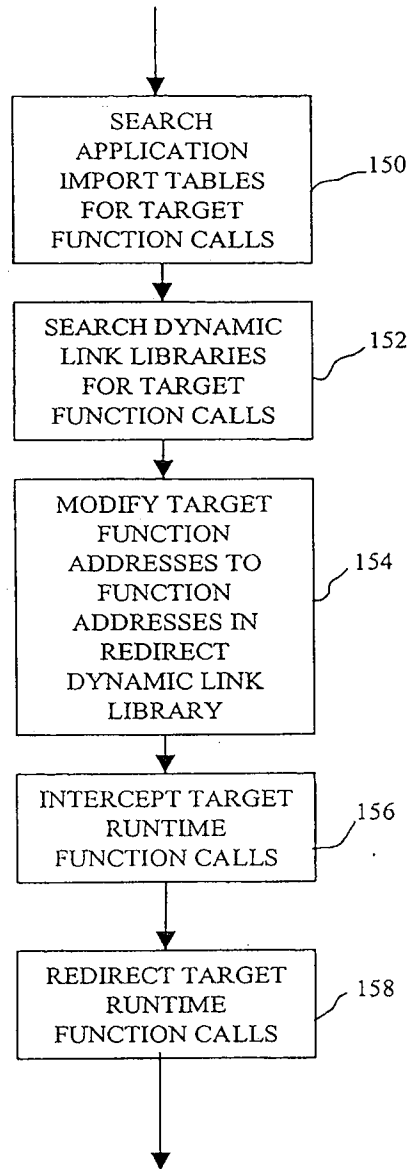 SEARCH
APPLICATION
IMPORT TABLES
FOR TARGET
FUNCTION CALLS
150
SEARCH DYNAMIC
LINK LIBRARIES
FOR TARGET
FUNCTION CALLS
152
MODIFY TARGET
FUNCTION
ADDRESSES TO
FUNCTION
ADDRESSES IN
REDIRECT
DYNAMIC LINK
LIBRARY
154
INTERCEPT TARGET
RUNTIME
FUNCTION CALLS
156
REDIRECT TARGET
RUNTIME
FUNCTION CALLS
158